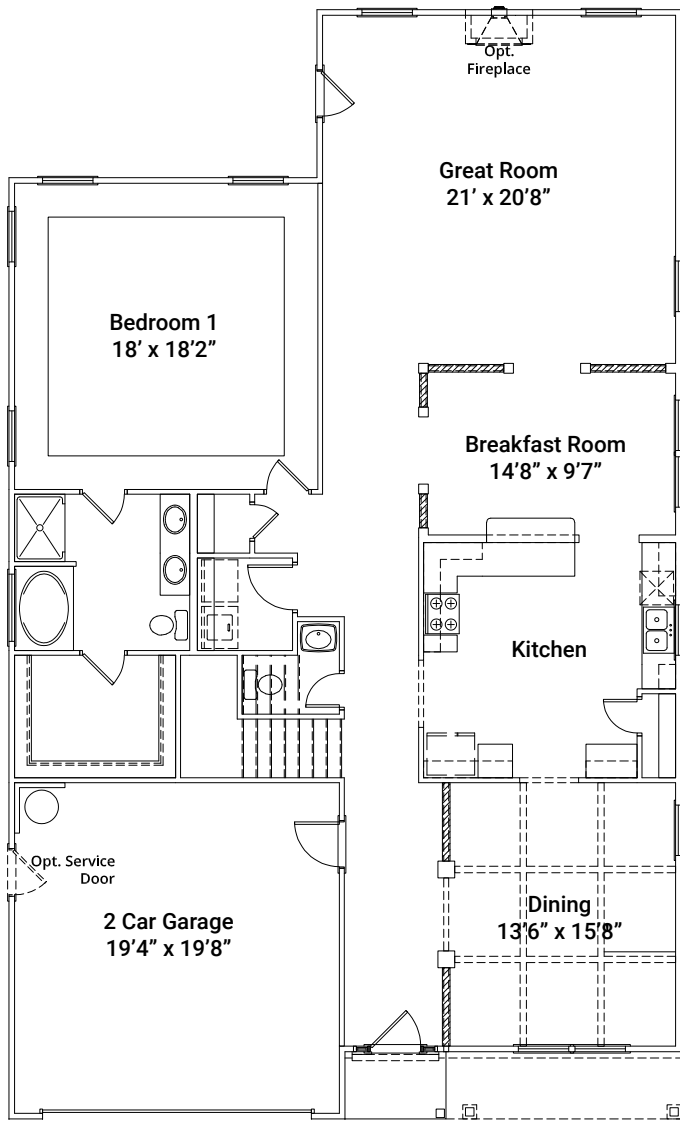 Opt.
Fireplace
Great Room
21’ x 20’8”
Bedroom 1
18’ x 18’2”
Breakfast Room
14’8” x 9’7”
Kitchen
Opt. Service
Door
2 Car Garage
19’4” x 19’8”
Dining
13’6” x 15’8”